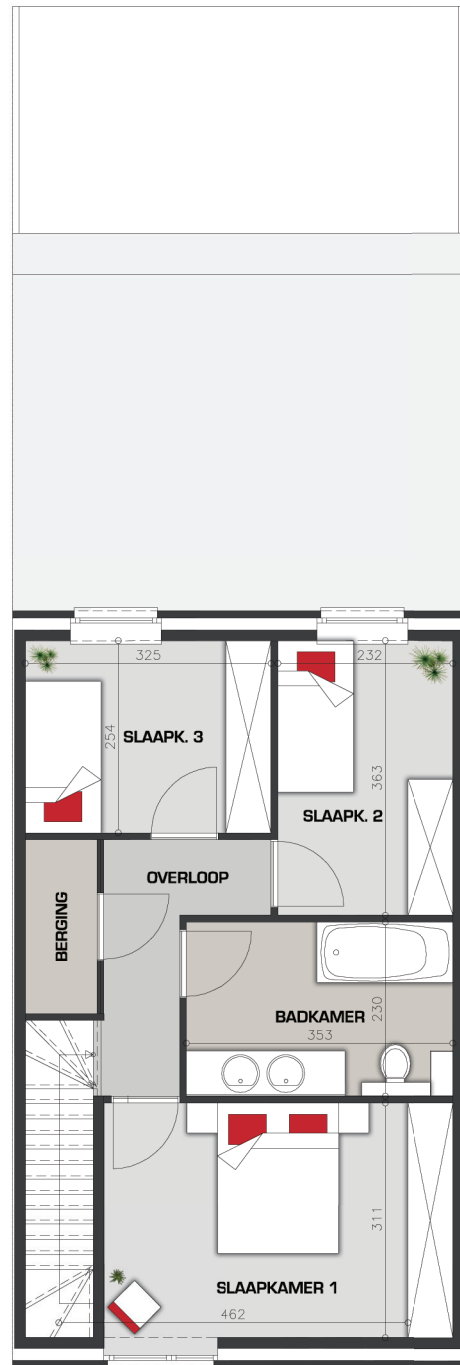 325
232
254
SLAAPK. 3
363
SLAAPK. 2
OVERLOOP
BERGING
BADKAMER
230
353
311
SLAAPKAMER 1
462